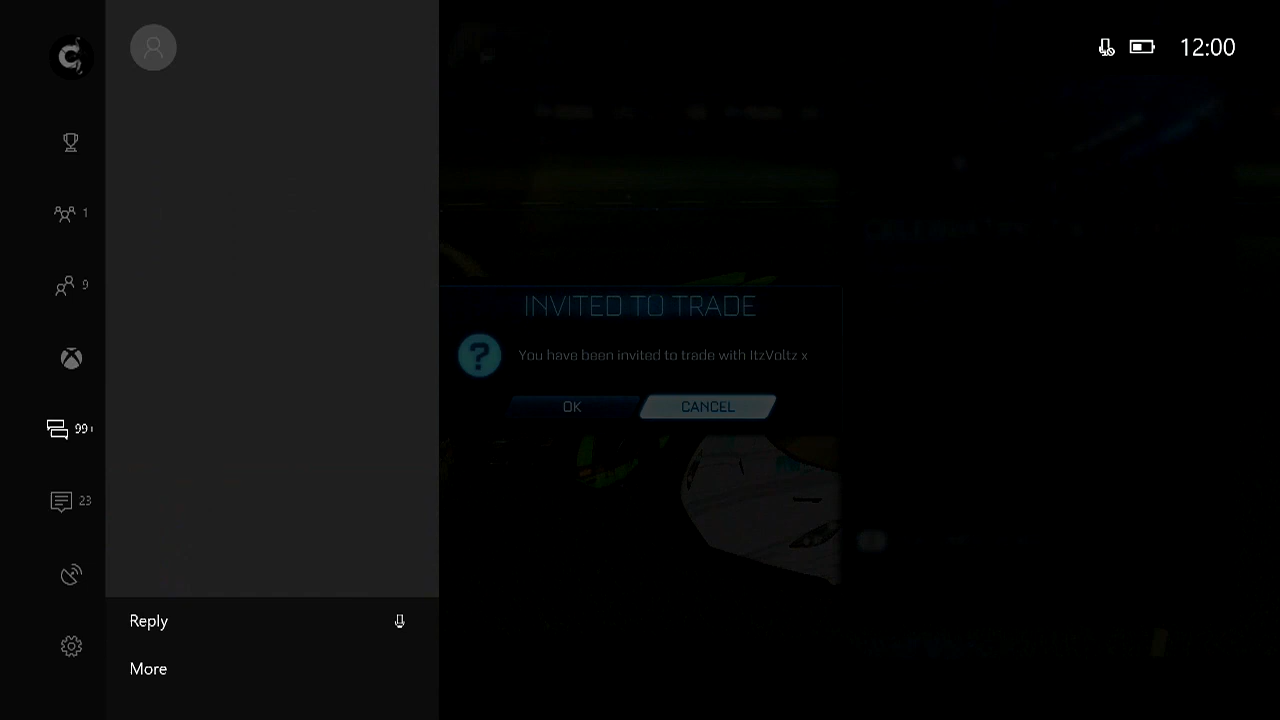 12:00
1
9
99+
23
INVITED TO TRADE
You have been invited to trade with ItzVoltz x
OK
CANCEL
Reply
More